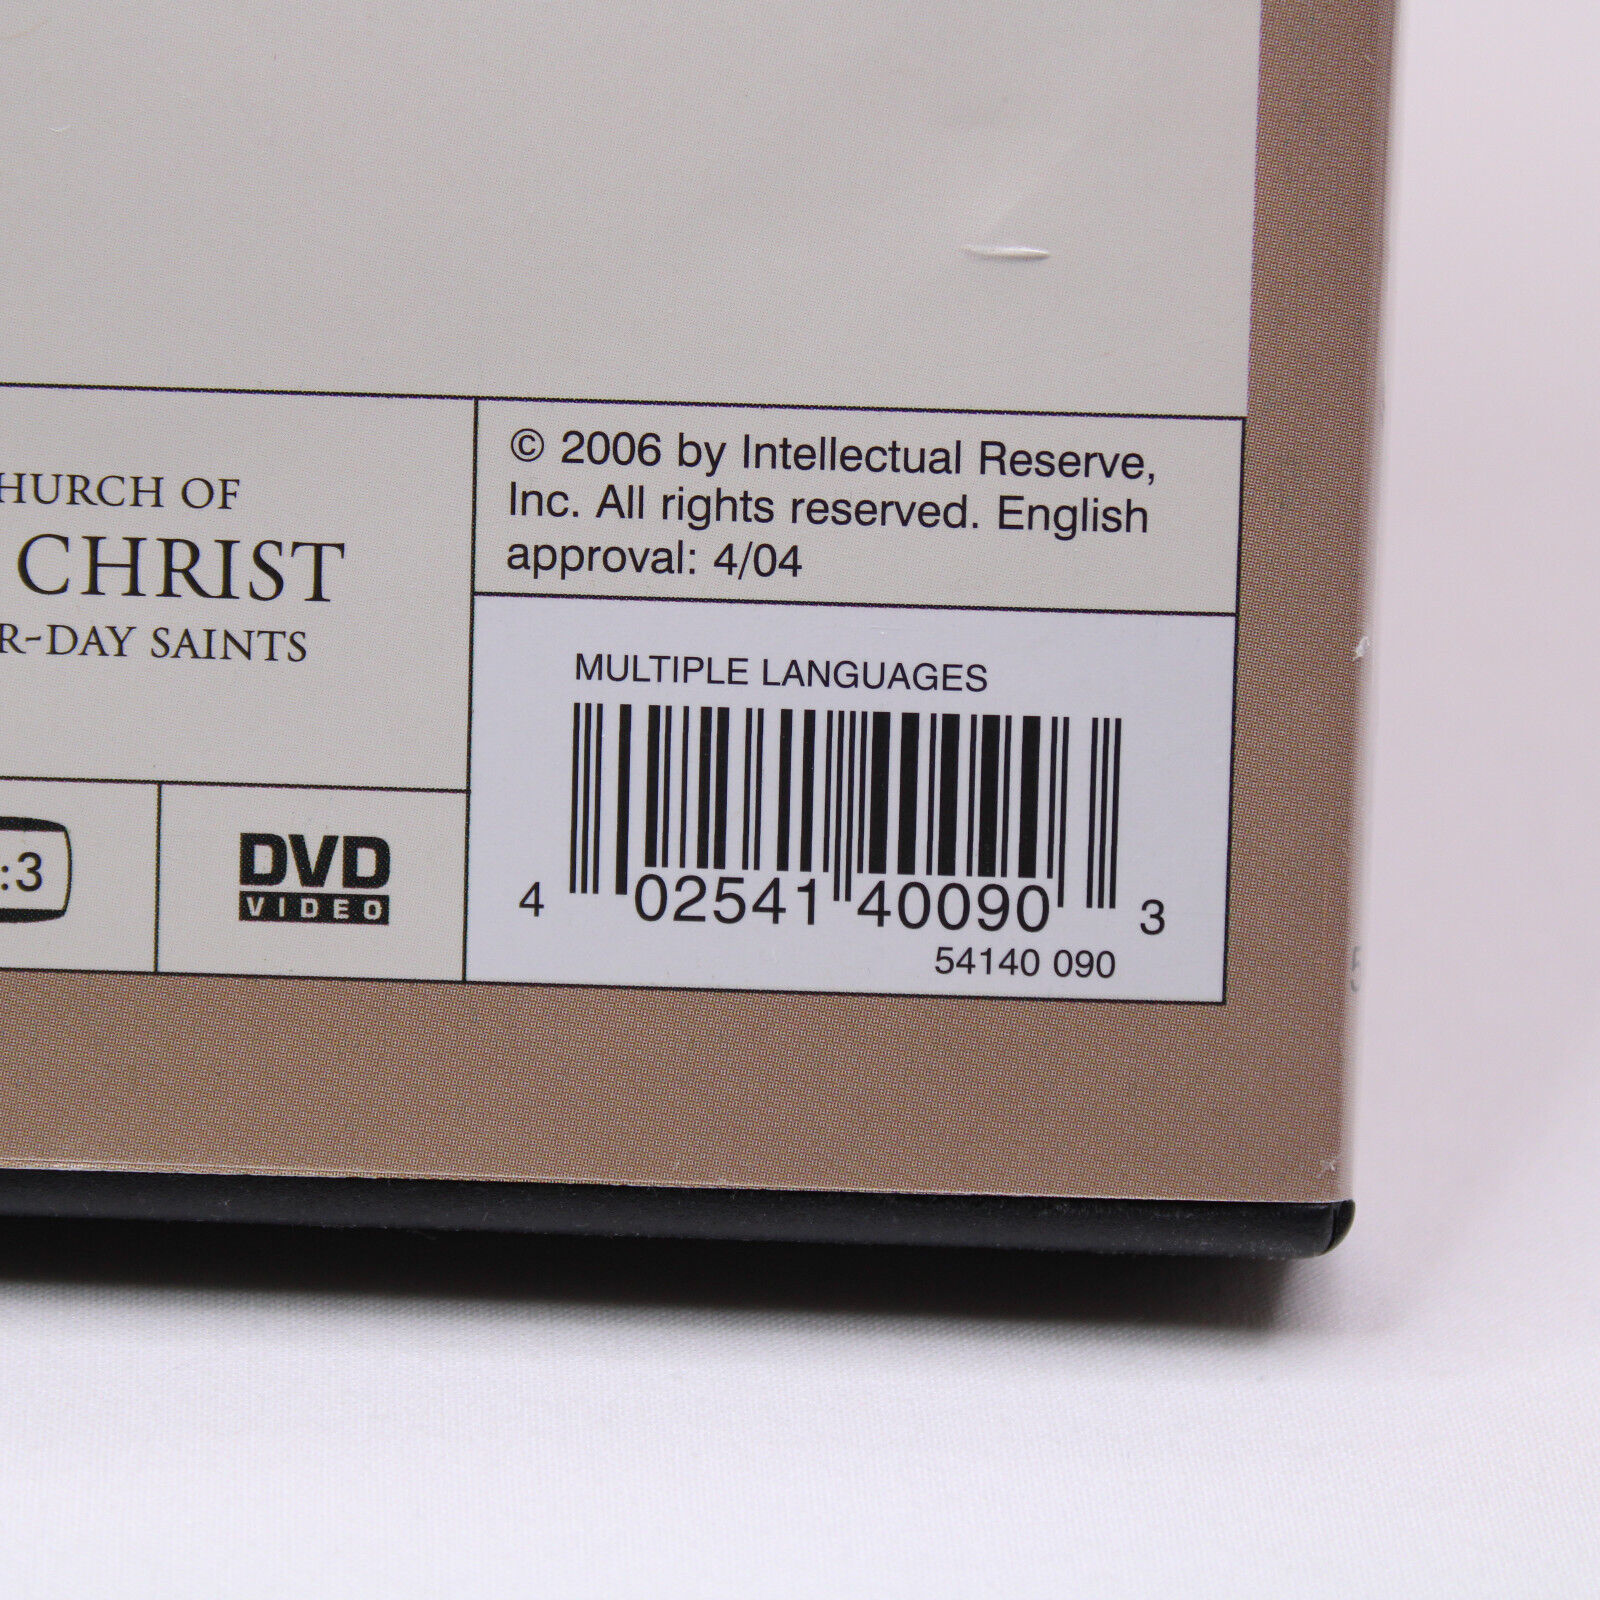 © 2006 by Intellectual Reserve,
Inc. All rights reserved. English
approval: 4/04
HURCH OF
CHRIST
R-DAY SAINTS
MULTIPLE LANGUAGES
4 02541 40090 3
54140 090
:3
DVD
VIDEO